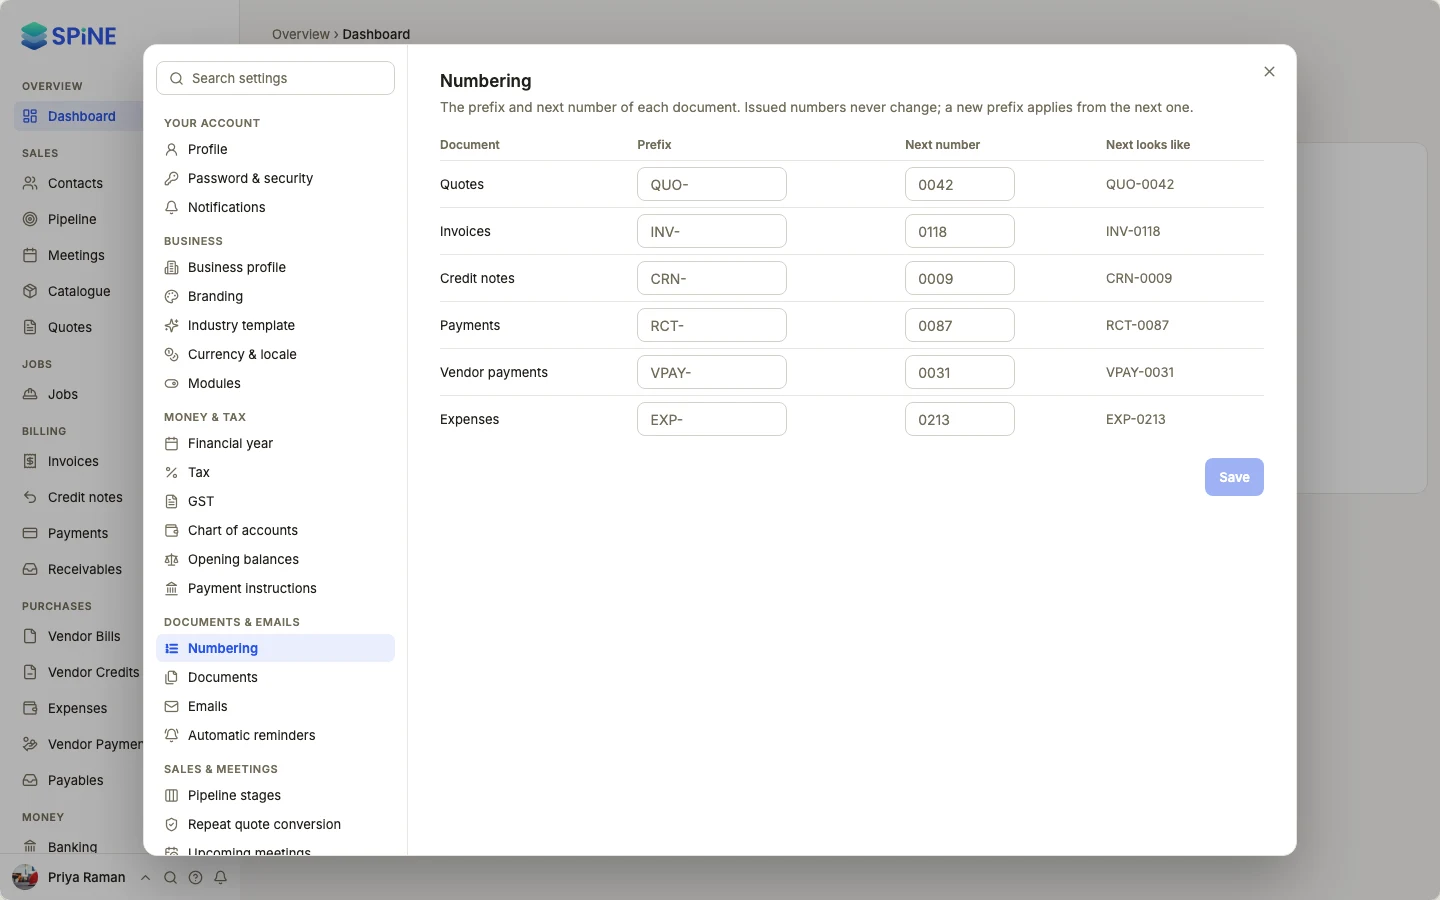 SPiNE
OVERVIEW
Dashboard
SALES
Contacts
Pipeline
Meetings
Catalogue
Quotes
JOBS
Jobs
BILLING
Invoices
Credit notes
Payments
Receivables
PURCHASES
Vendor Bills
Vendor Credits
Expenses
Vendor
Payables
MONEY
Banking
Priya Raman
Overview › Dashboard
Search settings
YOUR ACCOUNT
Profile
Password & security
Notifications
BUSINESS
Business profile
Branding
Industry template
Currency & locale
Modules
MONEY & TAX
Financial year
Tax
GST
Chart of accounts
Opening balances
Payment instructions
DOCUMENTS & EMAILS
Numbering
Documents
Emails
Automatic reminders
SALES & MEETINGS
Pipeline stages
Repeat quote conversion
Upcoming meetings
Numbering
The prefix and next number of each document. Issued numbers never change; a new prefix applies from the next one.
Document Prefix Next number Next looks like
Quotes QUO- 0042 QUO-0042
Invoices INV- 0118 INV-0118
Credit notes CRN- 0009 CRN-0009
Payments RCT- 0087 RCT-0087
Vendor payments VPAY- 0031 VPAY-0031
Expenses EXP- 0213 EXP-0213
Save